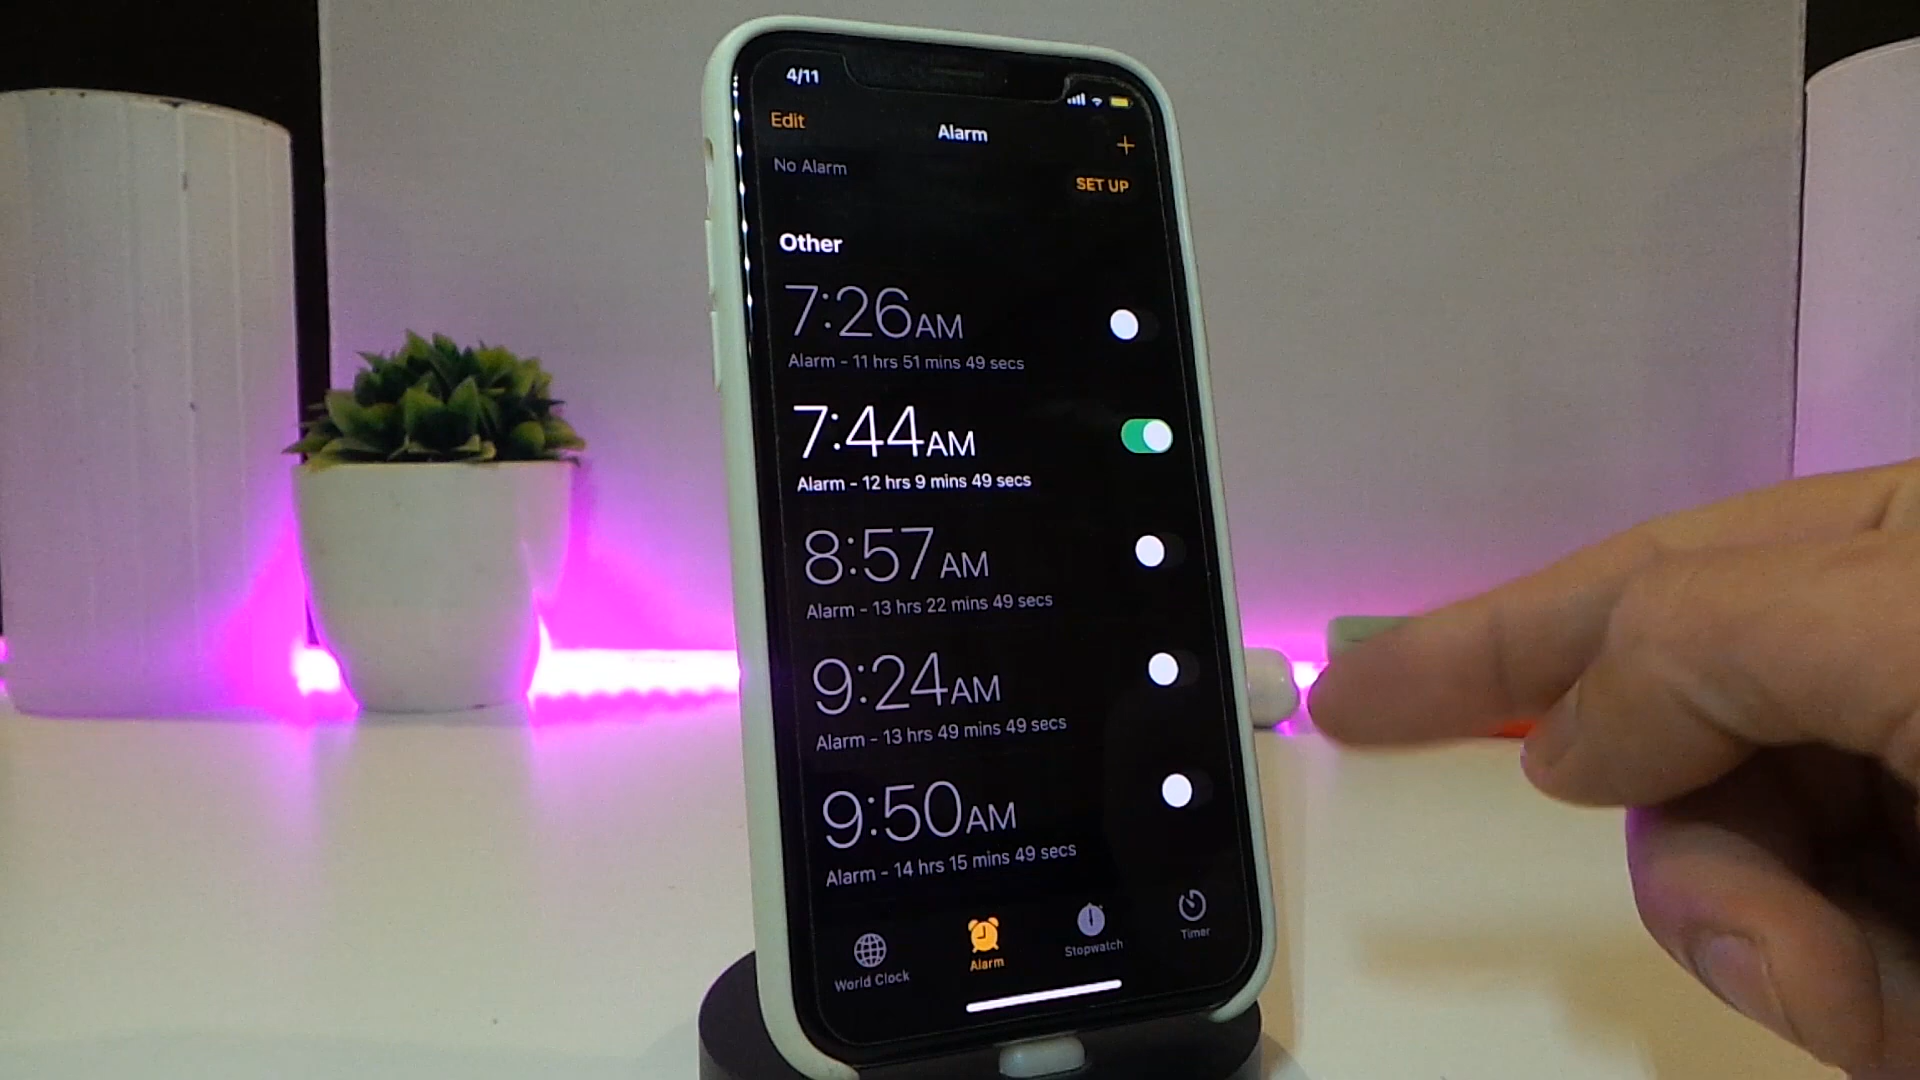 4/11
Edit
Alarm
+
No Alarm
SET UP
Other
7:26AM
Alarm – 11 hrs 51 mins 49 secs
7:44AM
Alarm – 12 hrs 9 mins 49 secs
8:57AM
Alarm – 13 hrs 22 mins 49 secs
9:24AM
Alarm – 13 hrs 49 mins 49 secs
9:50AM
Alarm – 14 hrs 15 mins 49 secs
World Clock
Alarm
Stopwatch
Timer